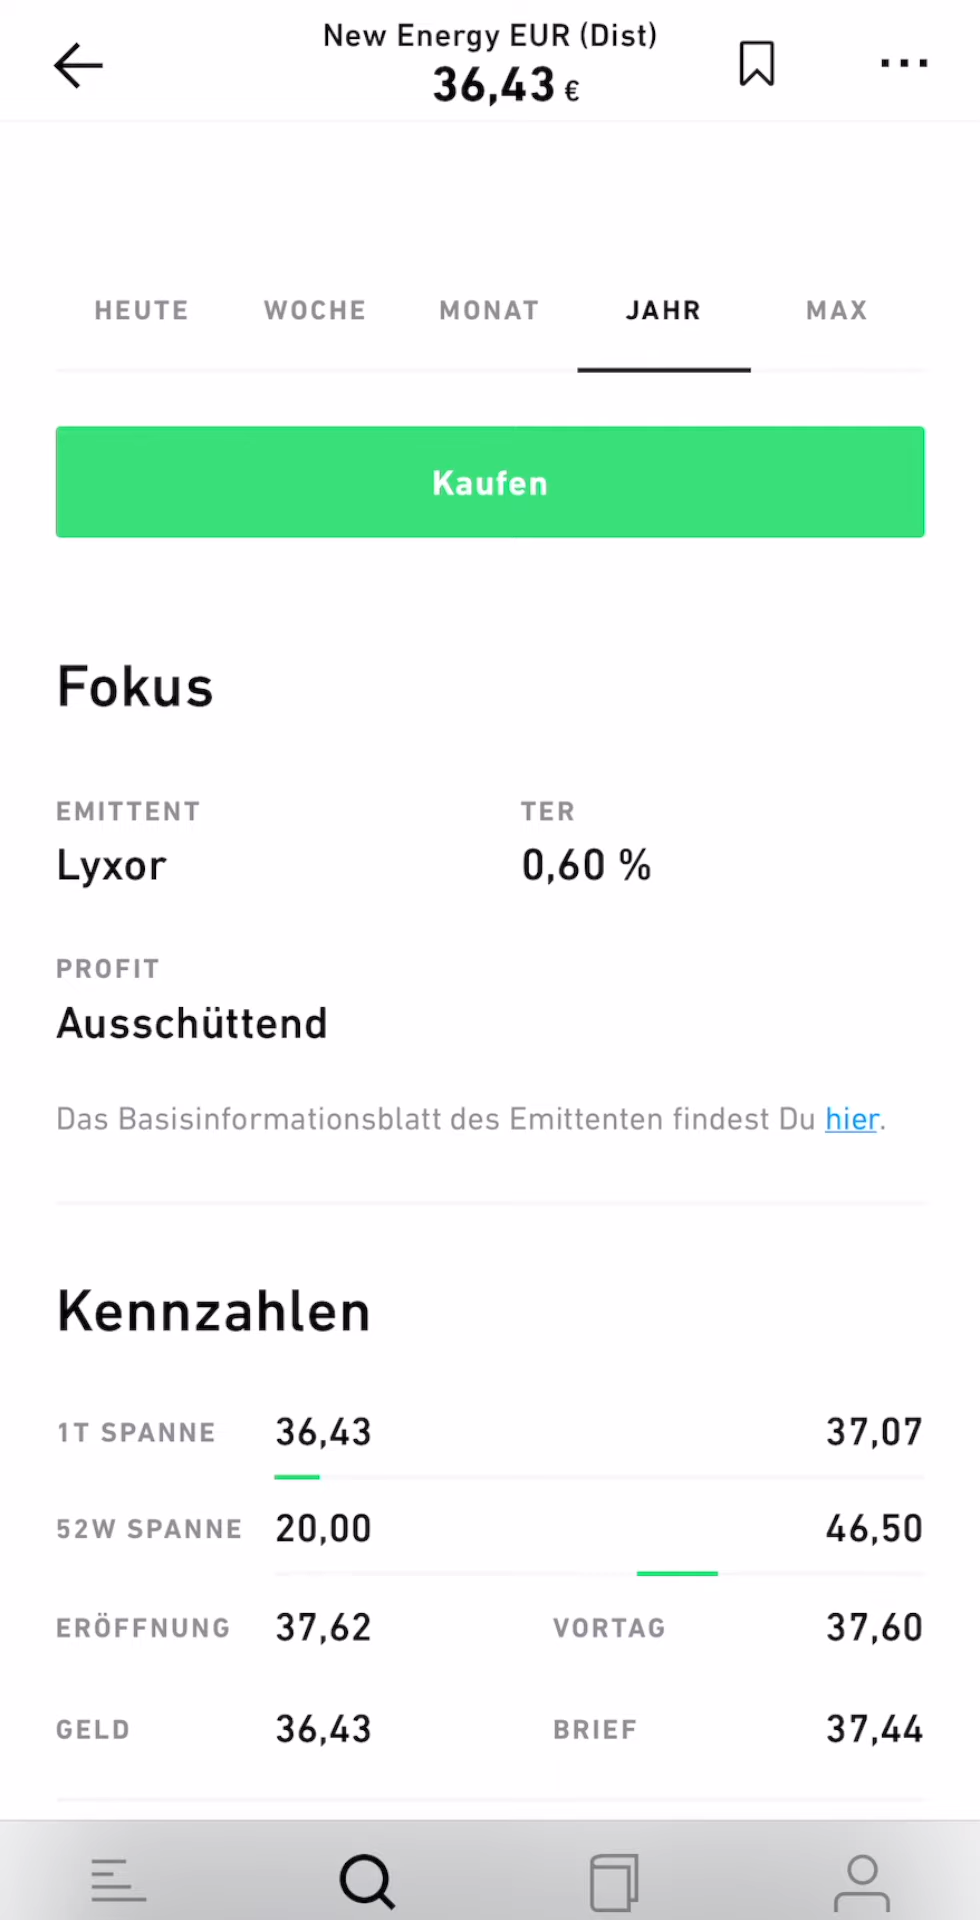 New Energy EUR (Dist)
36,43 €
HEUTE WOCHE MONAT JAHR MAX
Kaufen
Fokus
EMITTENT TER
Lyxor 0,60 %
PROFIT
Ausschüttend
Das Basisinformationsblatt des Emittenten findest Du hier.
Kennzahlen
1T SPANNE 36,43 37,07
52W SPANNE 20,00 46,50
ERÖFFNUNG 37,62 VORTAG 37,60
GELD 36,43 BRIEF 37,44